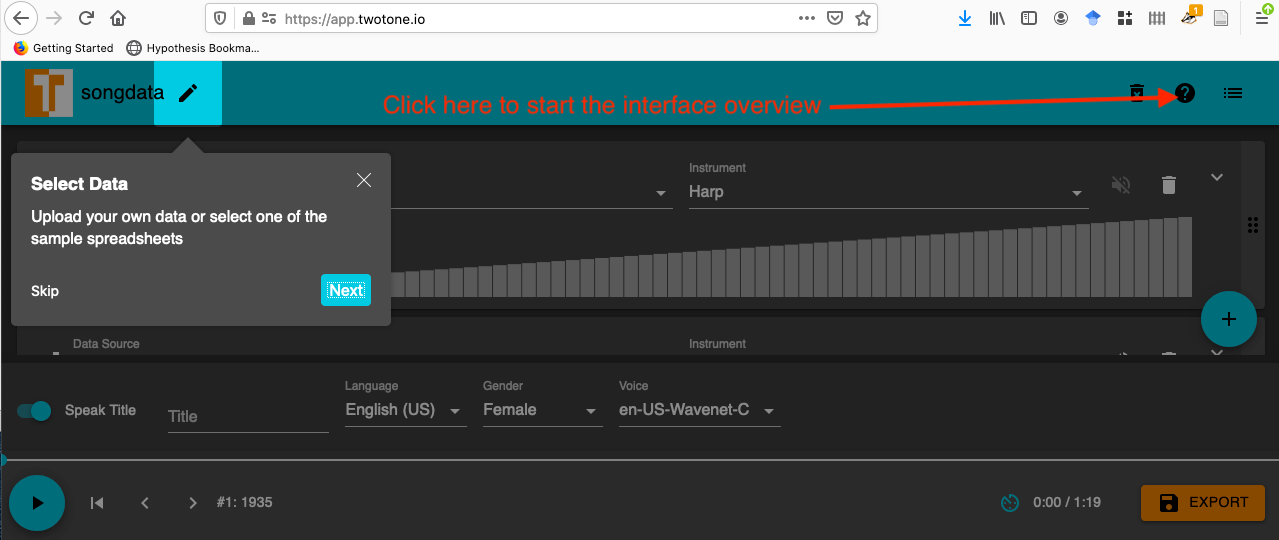 https://app.twotone.io
1
Getting Started
Hypothesis Bookma...
T
songdata
Click here to start the interface overview
?
Select Data
Upload your own data or select one of the
sample spreadsheets
Skip
Next
Instrument
Harp
Data Source
Instrument
Speak Title
Title
Language
English (US)
Gender
Female
Voice
en-US-Wavenet-C
#1: 1935
0:00 / 1:19
EXPORT